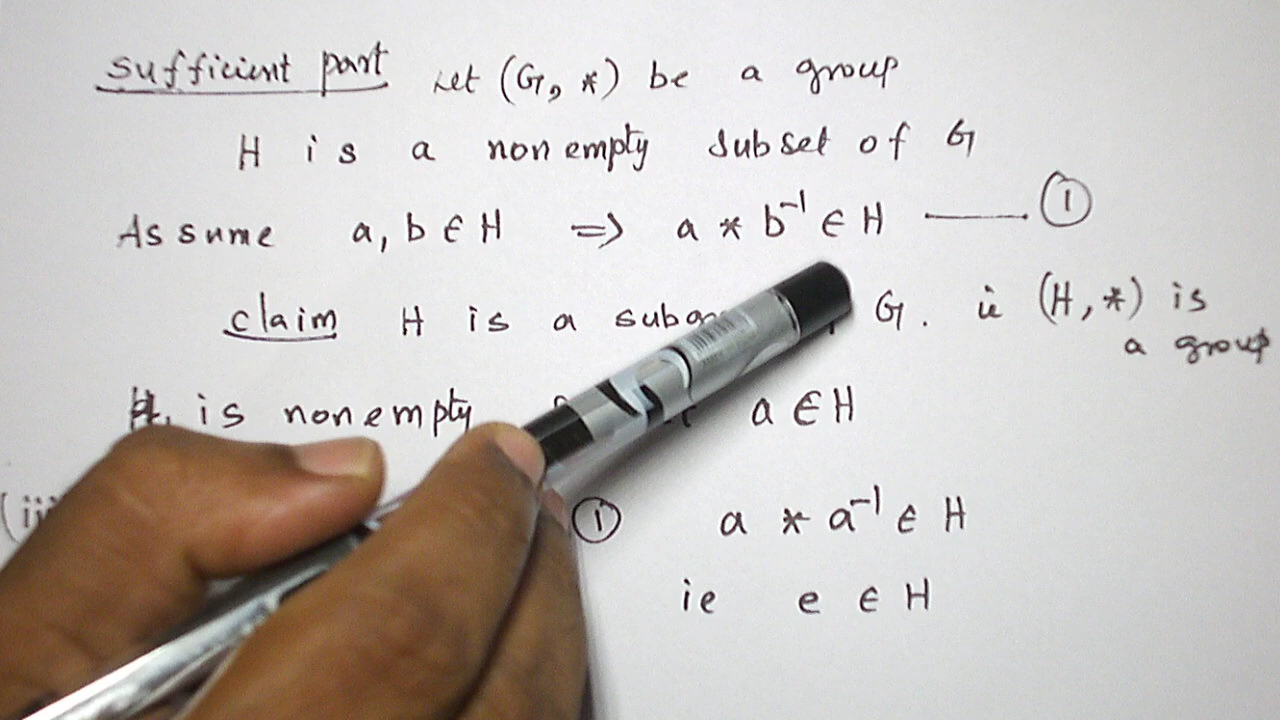 sufficient part Let (G, *) be a group
H is a nonempty subset of G
Assume a, b ∈ H ⇒ a * b⁻¹ ∈ H —— ①
claim H is a G. ie (H, *) is
a group
H is nonempty a ∈ H
(iii ① a * a⁻¹ ∈ H
ie e ∈ H